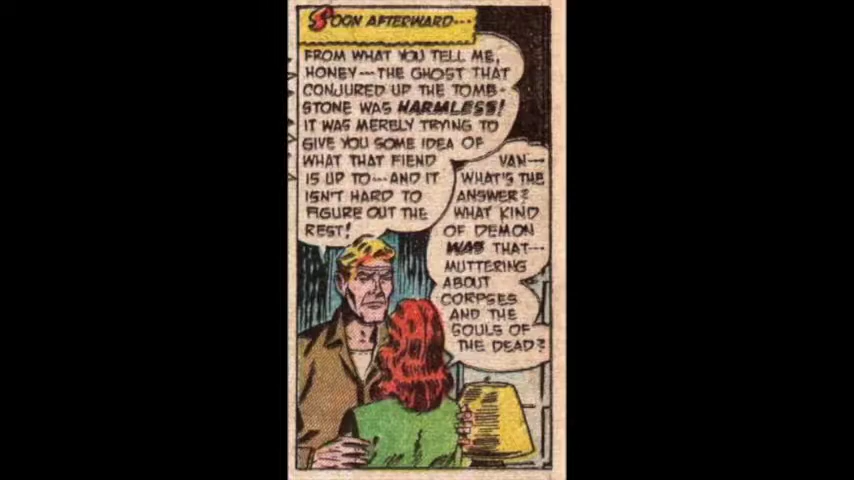 SOON AFTERWARD---
FROM WHAT YOU TELL ME,
HONEY--THE GHOST THAT
CONJURED UP THE TOMB-
STONE WAS HARMLESS!
IT WAS MERELY TRYING TO
GIVE YOU SOME IDEA OF
WHAT THAT FIEND
IS UP TO---AND IT
ISN'T HARD TO
FIGURE OUT THE
REST!
VAN--
WHAT'S THE
ANSWER?
WHAT KIND
OF DEMON
WAS THAT--
MUTTERING
ABOUT
CORPSES
AND THE
SOULS OF
THE DEAD?